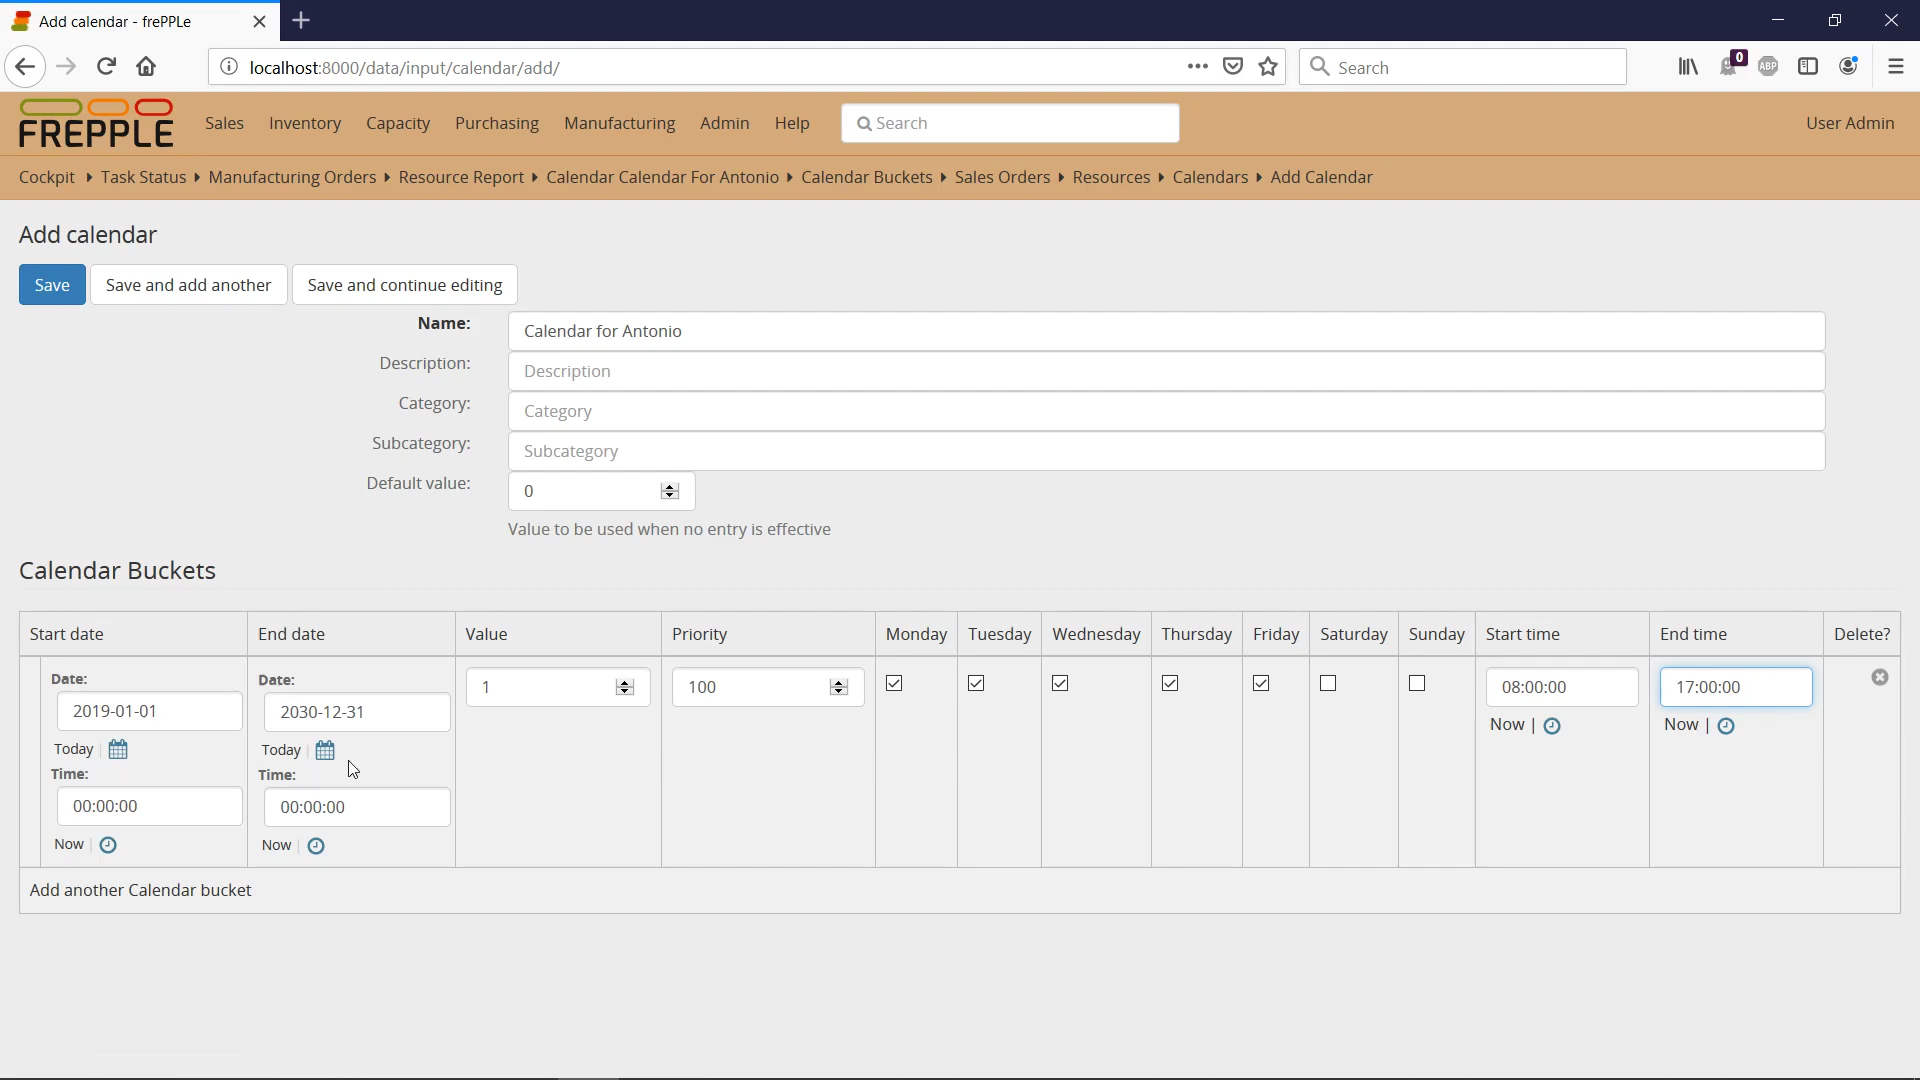 Add calendar - frePPLe
localhost:8000/data/input/calendar/add/
Search
0
ABP
FREPPLE
Sales Inventory Capacity Purchasing Manufacturing Admin Help
Search
User Admin
Cockpit Task Status Manufacturing Orders Resource Report Calendar Calendar For Antonio Calendar Buckets Sales Orders Resources Calendars Add Calendar
Add calendar
Save Save and add another Save and continue editing
Name: Calendar for Antonio
Description: Description
Category: Category
Subcategory: Subcategory
Default value: 0
Value to be used when no entry is effective
Calendar Buckets
Start date End date Value Priority Monday Tuesday Wednesday Thursday Friday Saturday Sunday Start time End time Delete?
Date: Date:
2019-01-01 2030-12-31 1 100 08:00:00 17:00:00
Today | Today | Now | Now |
Time: Time:
00:00:00 00:00:00
Now | Now |
Add another Calendar bucket